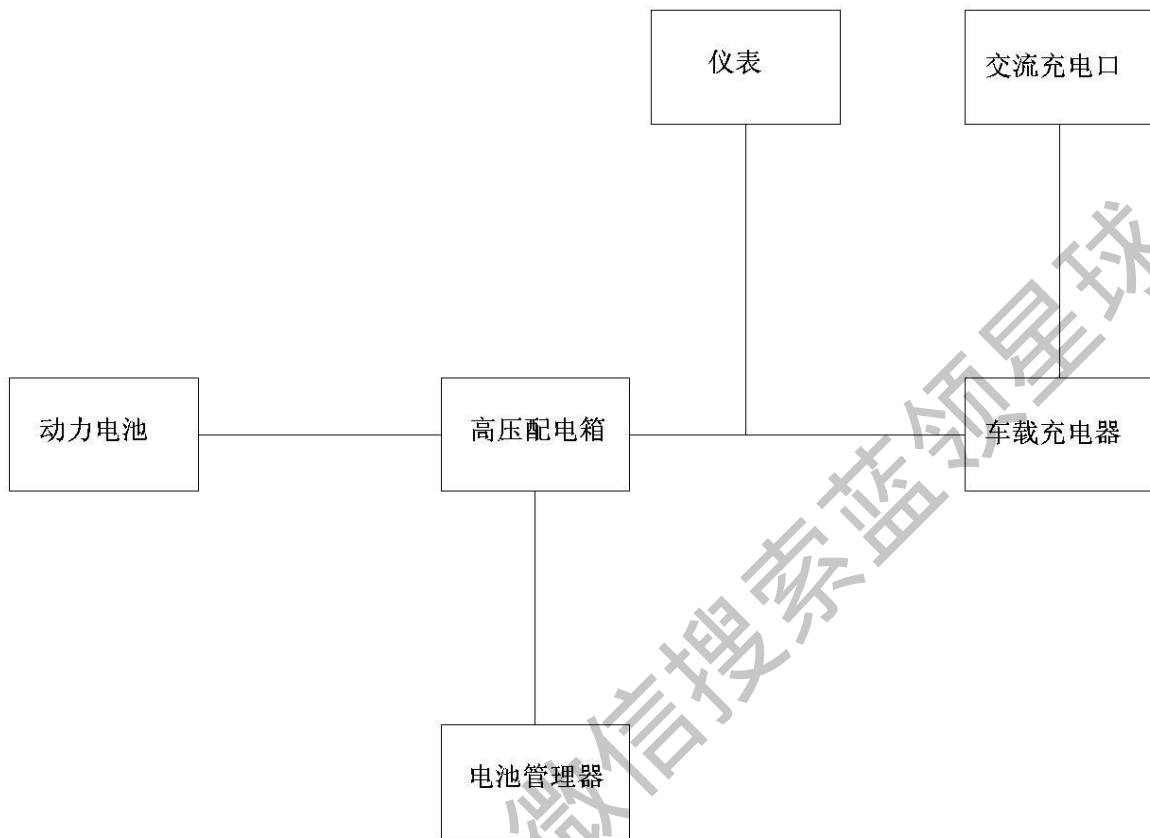 仪表
交流充电口
动力电池
高压配电箱
车载充电器
电池管理器
微信搜索蓝领星球